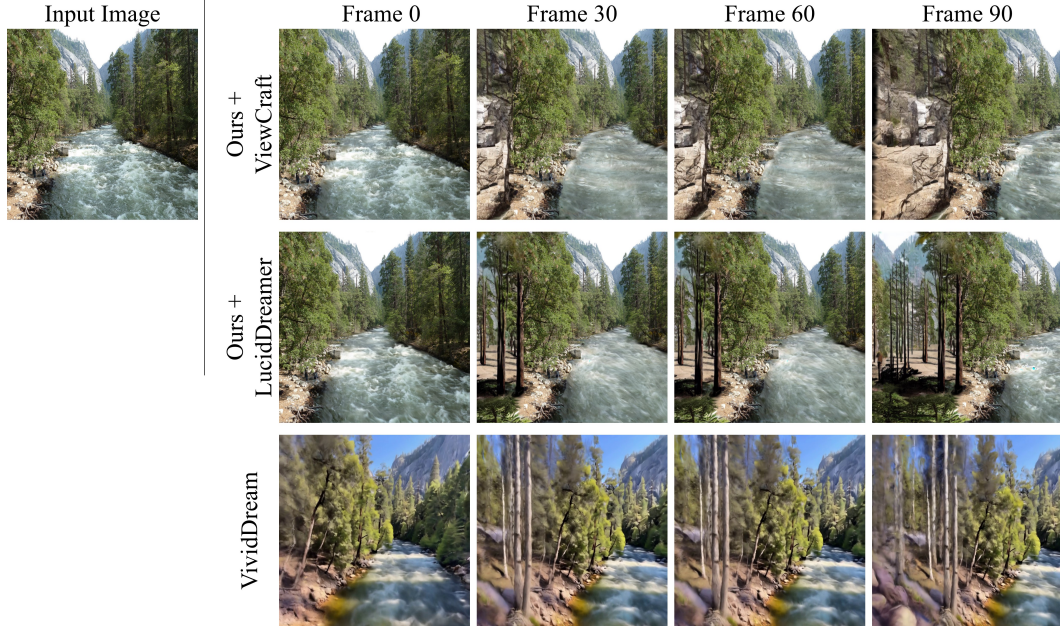 Input Image
Frame 0
Frame 30
Frame 60
Frame 90
Ours +
ViewCraft
Ours +
LucidDreamer
VividDream